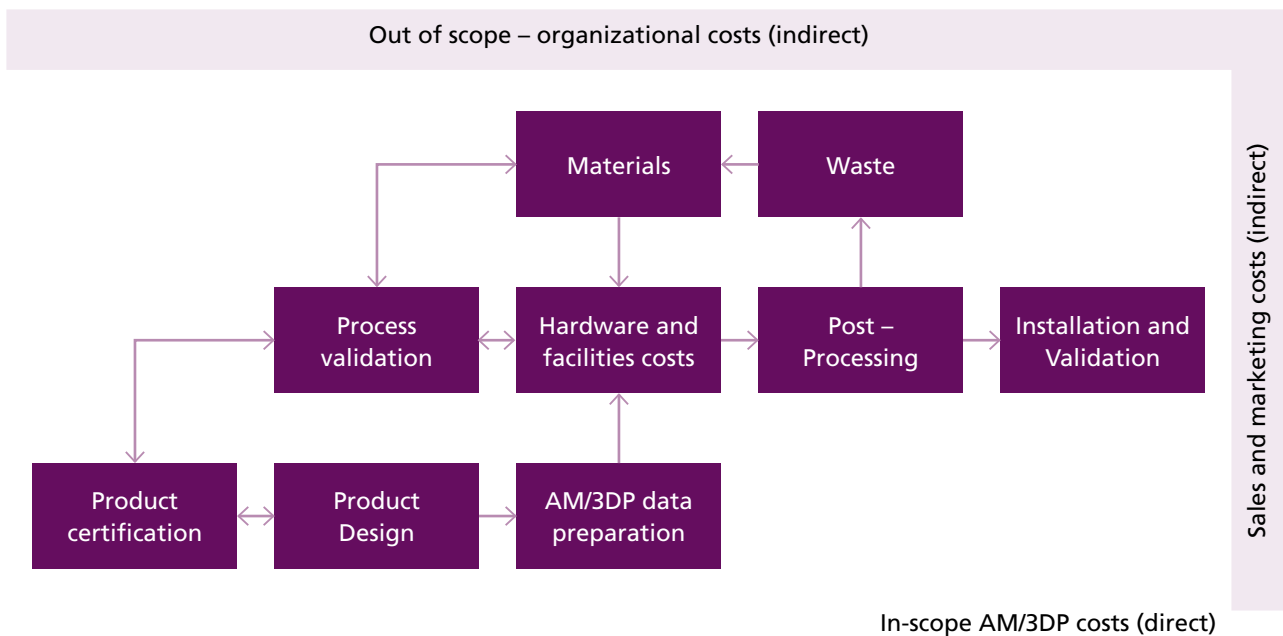 Out of scope – organizational costs (indirect)
Materials
Waste
Sales and marketing costs (indirect)
Process
validation
Hardware and
facilities costs
Post –
Processing
Installation and
Validation
Product
certification
Product
Design
AM/3DP data
preparation
In-scope AM/3DP costs (direct)